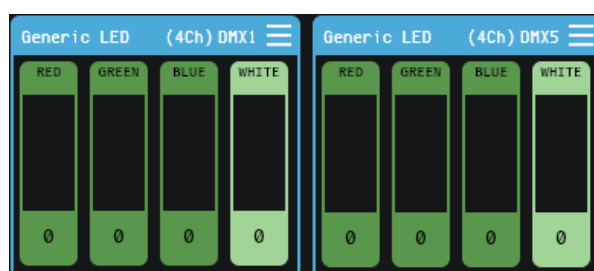 Generic LED (4Ch) DMX1 Generic LED (4Ch) DMX5
RED GREEN BLUE WHITE RED GREEN BLUE WHITE
0 0 0 0 0 0 0 0